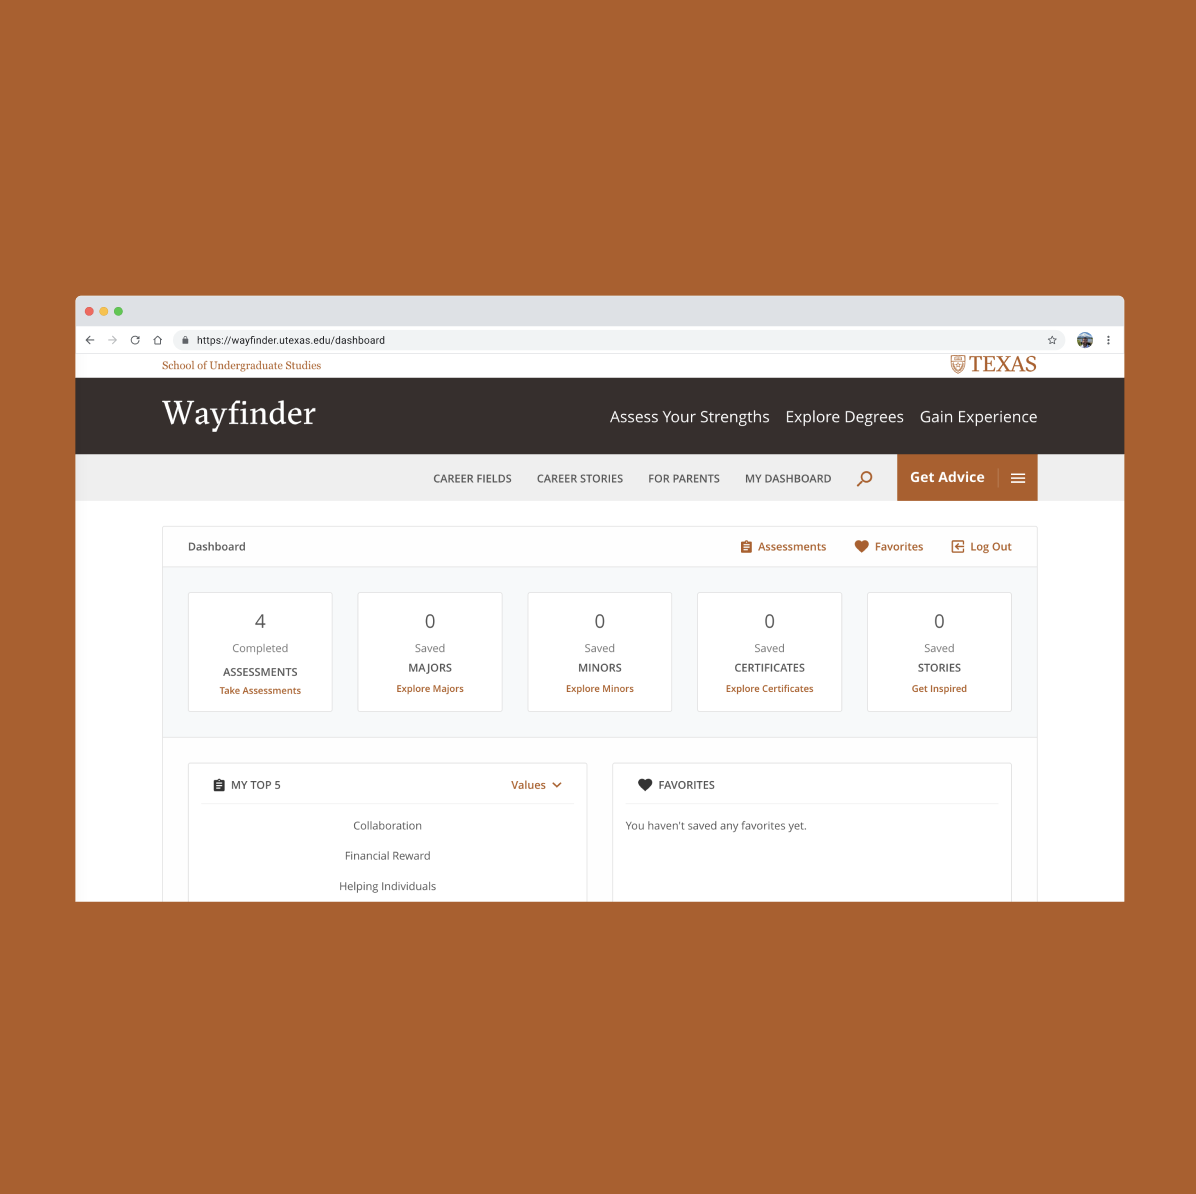 https://wayfinder.utexas.edu/dashboard
School of Undergraduate Studies
TEXAS
Wayfinder
Assess Your Strengths Explore Degrees Gain Experience
CAREER FIELDS CAREER STORIES FOR PARENTS MY DASHBOARD Get Advice
Dashboard Assessments Favorites Log Out
4 0 0 0 0
Completed Saved Saved Saved Saved
ASSESSMENTS MAJORS MINORS CERTIFICATES STORIES
Take Assessments Explore Majors Explore Minors Explore Certificates Get Inspired
MY TOP 5 Values
Collaboration
Financial Reward
Helping Individuals
FAVORITES
You haven't saved any favorites yet.